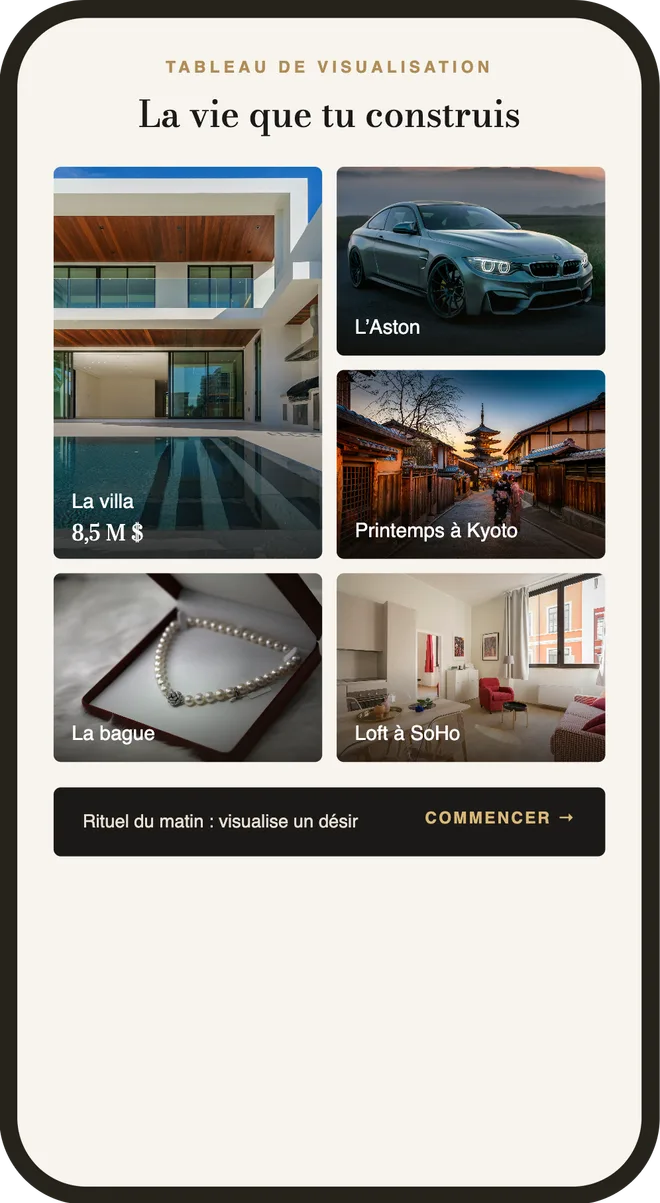 TABLEAU DE VISUALISATION
La vie que tu construis
L’Aston
La villa
8,5 M $
Printemps à Kyoto
La bague
Loft à SoHo
Rituel du matin : visualise un désir
COMMENCER →